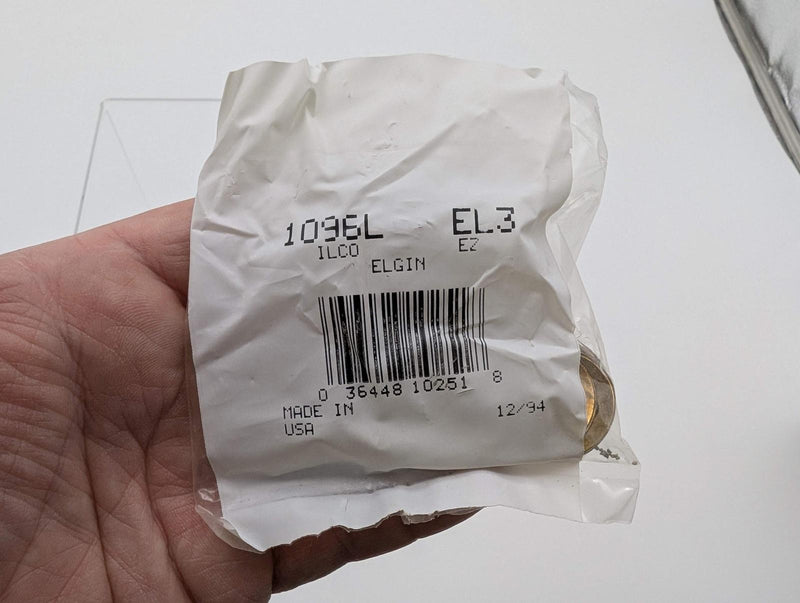 1096L EL3
ILCO EZ
ELGIN
0 36448 10251 8
MADE IN 12/94
USA